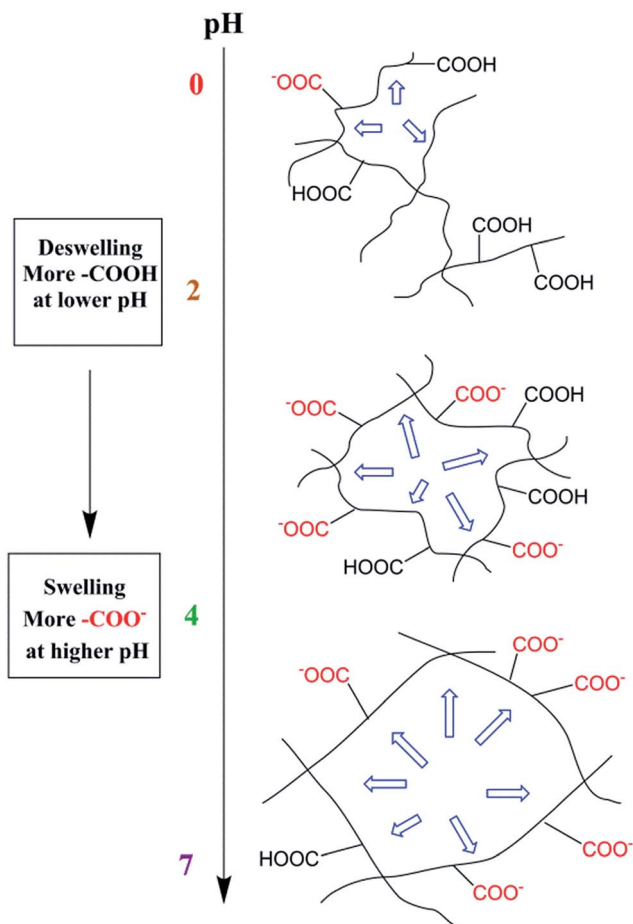 pH
0
⁻OOC
COOH
HOOC
COOH
COOH
Deswelling
More -COOH
at lower pH
2
⁻OOC
COO⁻
COOH
COOH
⁻OOC
COO⁻
HOOC
Swelling
More -COO⁻
at higher pH
4
⁻OOC
COO⁻
COO⁻
COO⁻
7
HOOC
COO⁻